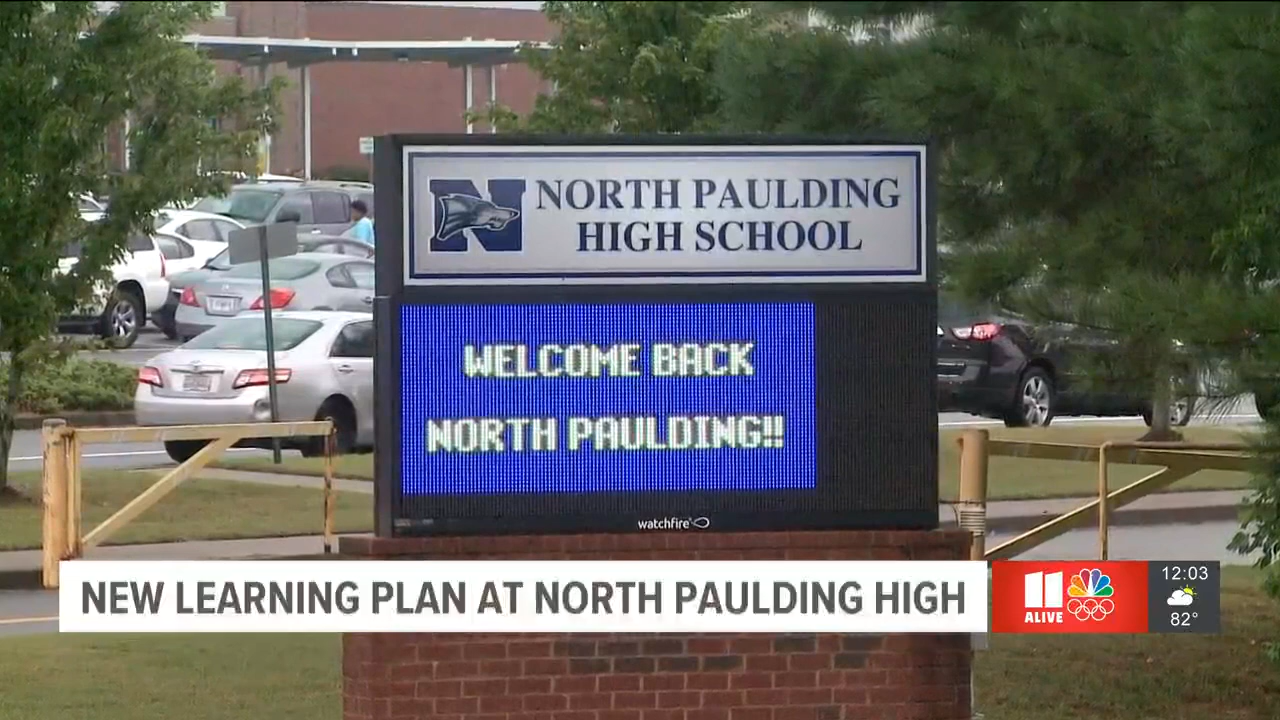 N
NORTH PAULDING
HIGH SCHOOL
WELCOME BACK
NORTH PAULDING!!
watchfire
NEW LEARNING PLAN AT NORTH PAULDING HIGH
11
ALIVE
12:03
82°